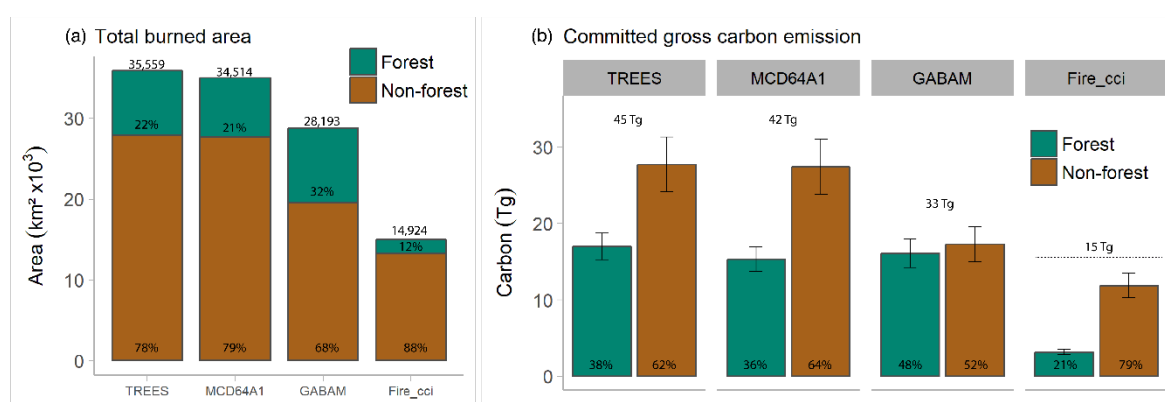 (a) Total burned area
Forest
Non-forest
35,559
34,514
28,193
14,924
22%
21%
32%
12%
78%
79%
68%
88%
30
20
10
0
Area (km² x10³)
TREES
MCD64A1
GABAM
Fire_cci
(b) Committed gross carbon emission
TREES
MCD64A1
GABAM
Fire_cci
45 Tg
42 Tg
33 Tg
15 Tg
Forest
Non-forest
30
20
10
0
Carbon (Tg)
38%
62%
36%
64%
48%
52%
21%
79%